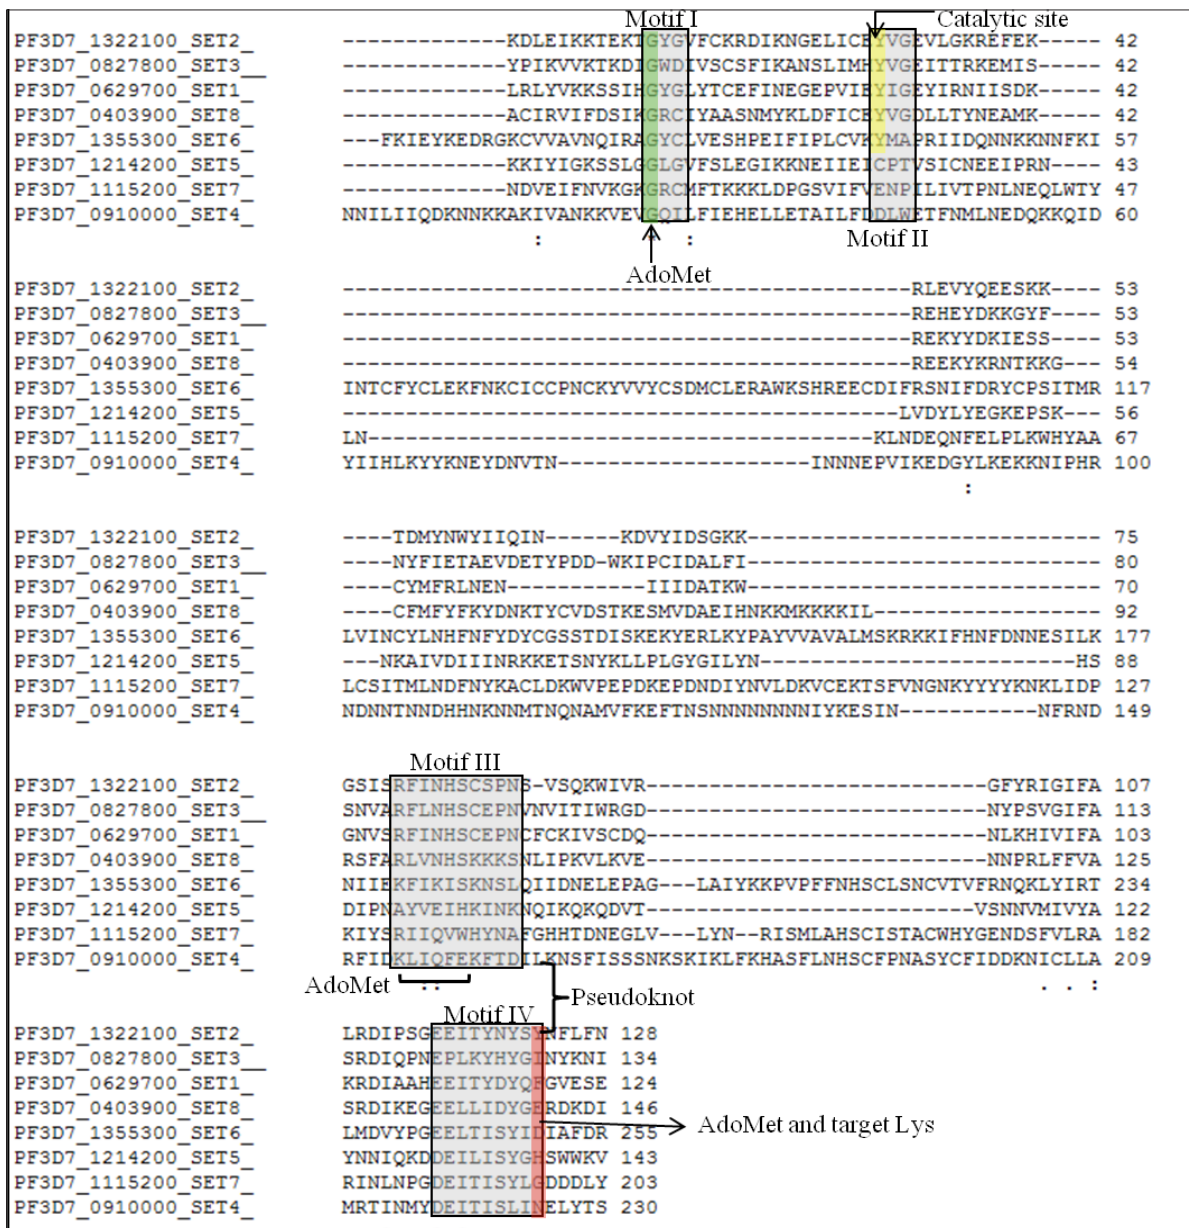 Motif I Catalytic site
PF3D7_1322100_SET2_ -------------KDLEIKKTEKTGYGVFCKRDIKNGELICEYVGEVLGKREFEK----- 42
PF3D7_0827800_SET3__ -------------YPIKVVKTKDIGWDIVSCSFIKANSLIMHYVGEITTRKEMIS----- 42
PF3D7_0629700_SET1_ -------------LRLYVKKSSIHGYGLYTCEFINEGEPVIEYIGEYIRNIISDK----- 42
PF3D7_0403900_SET8_ -------------ACIRVIFDSIKGRCIYAASNMYKLDFICEYVGDLLTYNEAMK----- 42
PF3D7_1355300_SET6_ ---FKIEYKEDRGKCVVAVNQIRAGYCLVESHPEIFIPLCVKYMAPRIIDQNNKKNNFKI 57
PF3D7_1214200_SET5_ -------------KKIYIGKSSLGGLGVFSLEGIKKNEIIEICPTVSICNEEIPRN---- 43
PF3D7_1115200_SET7_ -------------NDVEIFNVKGKGRCMFTKKKLDPGSVIFVENPILIVTPNLNEQLWTY 47
PF3D7_0910000_SET4_ NNILIIQDKNNKKAKIVANKKVEVGQILFIEHELLETAILFDDLWETFNMLNEDQKKQID 60
: * :
Motif II
AdoMet
PF3D7_1322100_SET2_ ---------------------------------------------RLEVYQEESKK---- 53
PF3D7_0827800_SET3__ ---------------------------------------------REHEYDKKGYF---- 53
PF3D7_0629700_SET1_ ---------------------------------------------REKYYDKIESS---- 53
PF3D7_0403900_SET8_ ---------------------------------------------REEKYKRNTKKG--- 54
PF3D7_1355300_SET6_ INTCFYCLEKFNKCICCPNCKYVVYCSDMCLERAWKSHREECDIFRSNIFDRYCPSITMR 117
PF3D7_1214200_SET5_ --------------------------------------------LVDYLYEGKEPSK--- 56
PF3D7_1115200_SET7_ LN----------------------------------------KLNDEQNFELPLKWHYAA 67
PF3D7_0910000_SET4_ YIIHLKYYKNEYDNVTN--------------------INNNEPVIKEDGYLKEKKNIPHR 100
:
PF3D7_1322100_SET2_ ----TDMYNWYIIQIN------KDVYIDSGKK---------------------------- 75
PF3D7_0827800_SET3__ ----NYFIETAEVDETYPDD-WKIPCIDALFI---------------------------- 80
PF3D7_0629700_SET1_ ----CYMFRLNEN---------IIIDATKW------------------------------ 70
PF3D7_0403900_SET8_ ----CFMFYFKYDNKTYCVDSTKESMVDAEIHNKKMKKKKIL------------------ 92
PF3D7_1355300_SET6_ LVINCYLNHFNFYDYCGSSTDISKEKYERLKYPAYVVAVALMSKRKKIFHNFDNNESILK 177
PF3D7_1214200_SET5_ ---NKAIVDIIINRKKETSNYKLLPLGYGILYN-------------------------HS 88
PF3D7_1115200_SET7_ LCSITMLNDFNYKACLDKWVPEPDKEPDNDIYNVLDKVCEKTSFVNGNKYYYYKNKLIDP 127
PF3D7_0910000_SET4_ NDNNTNNDHHNKNNMTNQNAMVFKEFTNSNNNNNNNNIYKESIN-----------NFRND 149
Motif III
PF3D7_1322100_SET2_ GSISRFINHSCSPNS-VSQKWIVR---------------------------GFYRIGIFA 107
PF3D7_0827800_SET3__ SNVARFLNHSCEPNVNVITIWRGD---------------------------NYPSVGIFA 113
PF3D7_0629700_SET1_ GNVSRFINHSCEPNCFCKIVSCDQ---------------------------NLKHIVIFA 103
PF3D7_0403900_SET8_ RSFARLVNHSKKKSNLIPKVLKVE---------------------------NNPRLFFVA 125
PF3D7_1355300_SET6_ NIIEKFIKISKNSLQIIDNELEPAG---LAIYKKPVPFFNHSCLSNCVTVFRNQKLYIRT 234
PF3D7_1214200_SET5_ DIPNAYVEIHKINKNQIKQKQDVT--------------------------VSNNVMIVYA 122
PF3D7_1115200_SET7_ KIYSRIIQVWHYNAFGHHTDNEGLV---LYN--RISMLAHSCISTACWHYGENDSFVLRA 182
PF3D7_0910000_SET4_ RFILKLIQFEKFTDILKNSFISSSNKSKIKLFKHASFLNHSCFPNASYCFIDDKNICLLA 209
:: . . :
AdoMet
Pseudoknot
Motif IV
PF3D7_1322100_SET2_ LRDIPSGEEITYNYSYNFLFN 128
PF3D7_0827800_SET3__ SRDIQPNEPLKYHYGINYKNI 134
PF3D7_0629700_SET1_ KRDIAAHEEITYDYQFGVESE 124
PF3D7_0403900_SET8_ SRDIKEGEELLIDYGERDKDI 146
PF3D7_1355300_SET6_ LMDVYPGEELTISYIDIAFDR 255
AdoMet and target Lys
PF3D7_1214200_SET5_ YNNIQKDDEILISYGHSWWKV 143
PF3D7_1115200_SET7_ RINLNPGDEITISYLGDDDLY 203
PF3D7_0910000_SET4_ MRTINMYDEITISLINELYTS 230